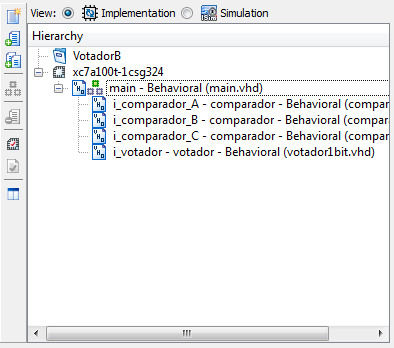 View: Implementation Simulation
Hierarchy
VotadorB
xc7a100t-1csg324
main - Behavioral (main.vhd)
i_comparador_A - comparador - Behavioral (compar
i_comparador_B - comparador - Behavioral (compar
i_comparador_C - comparador - Behavioral (compar
i_votador - votador - Behavioral (votador1bit.vhd)